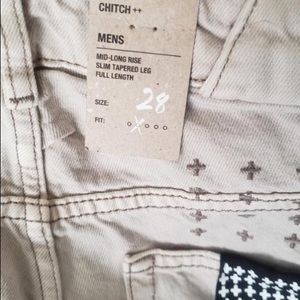 CHITCH ++
MENS
MID-LONG RISE
SLIM TAPERED LEG
FULL LENGTH
SIZE: 28
FIT: o x o o o